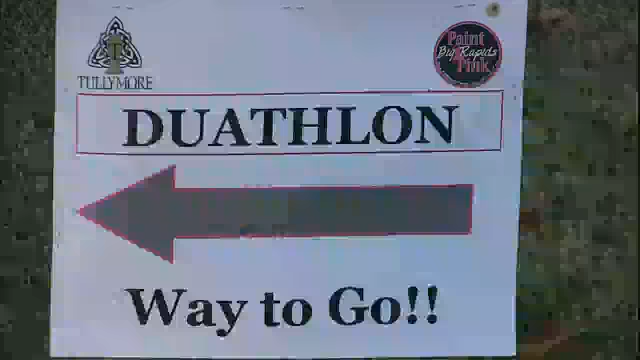 TULLYMORE
Paint
Big Rapids
Pink
DUATHLON
Way to Go!!